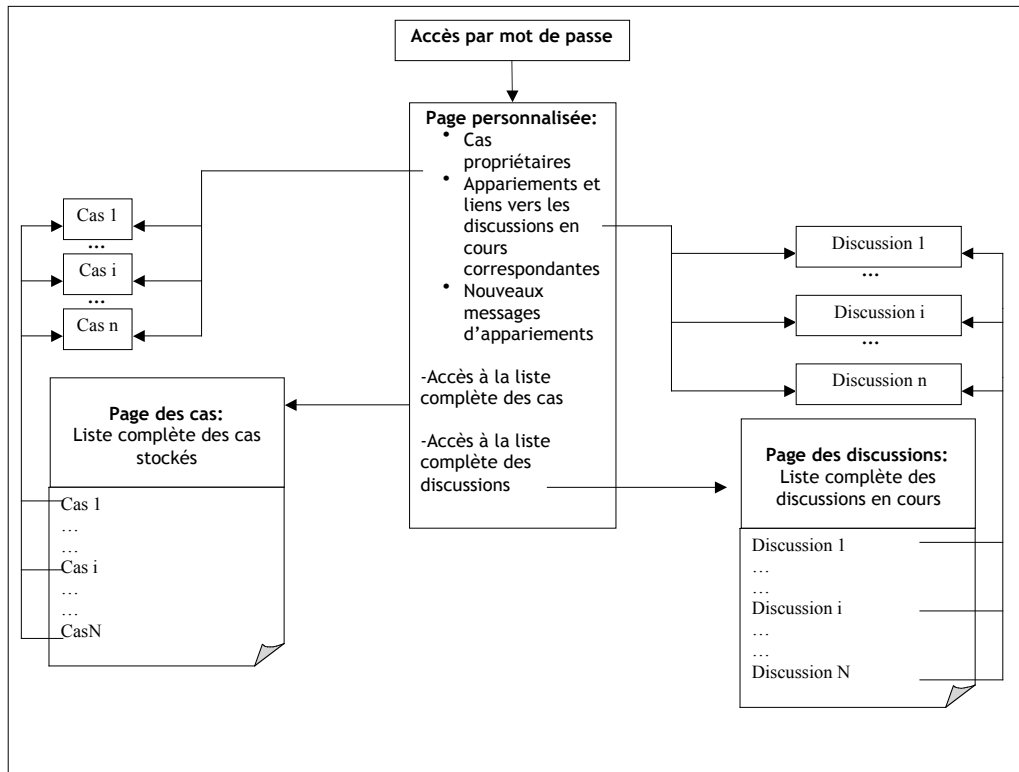 Accès par mot de passe
Page personnalisée:
• Cas
propriétaires
• Appariements et
liens vers les
discussions en
cours
correspondantes
• Nouveaux
messages
d’appariements
-Accès à la liste
complète des cas
-Accès à la liste
complète des
discussions
Cas 1
...
Cas i
...
Cas n
Page des cas:
Liste complète des cas
stockés
Cas 1
…
…
Cas i
…
…
CasN
Discussion 1
...
Discussion i
...
Discussion n
Page des discussions:
Liste complète des
discussions en cours
Discussion 1
…
…
Discussion i
…
…
Discussion N